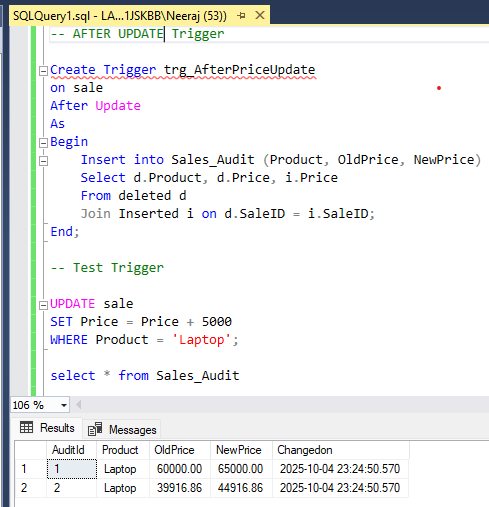 SQLQuery1.sql - LA...1JSKBB\Neeraj (53))
-- AFTER UPDATE Trigger
Create Trigger trg_AfterPriceUpdate
on sale
After Update
As
Begin
Insert into Sales_Audit (Product, OldPrice, NewPrice)
Select d.Product, d.Price, i.Price
From deleted d
Join Inserted i on d.SaleID = i.SaleID;
End;
-- Test Trigger
UPDATE sale
SET Price = Price + 5000
WHERE Product = 'Laptop';
select * from Sales_Audit
106 %
Results Messages
AuditId Product OldPrice NewPrice Changedon
1 1 Laptop 60000.00 65000.00 2025-10-04 23:24:50.570
2 2 Laptop 39916.86 44916.86 2025-10-04 23:24:50.570